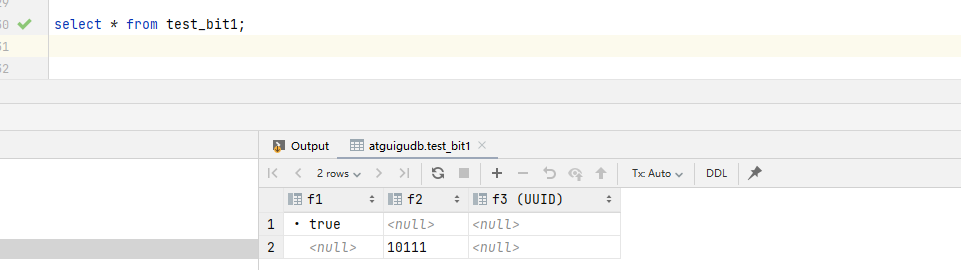 29
30 select * from test_bit1;
31
32
Output atguigudb.test_bit1
2 rows Tx: Auto DDL
f1 f2 f3 (UUID)
1 • true <null> <null>
2 <null> 10111 <null>